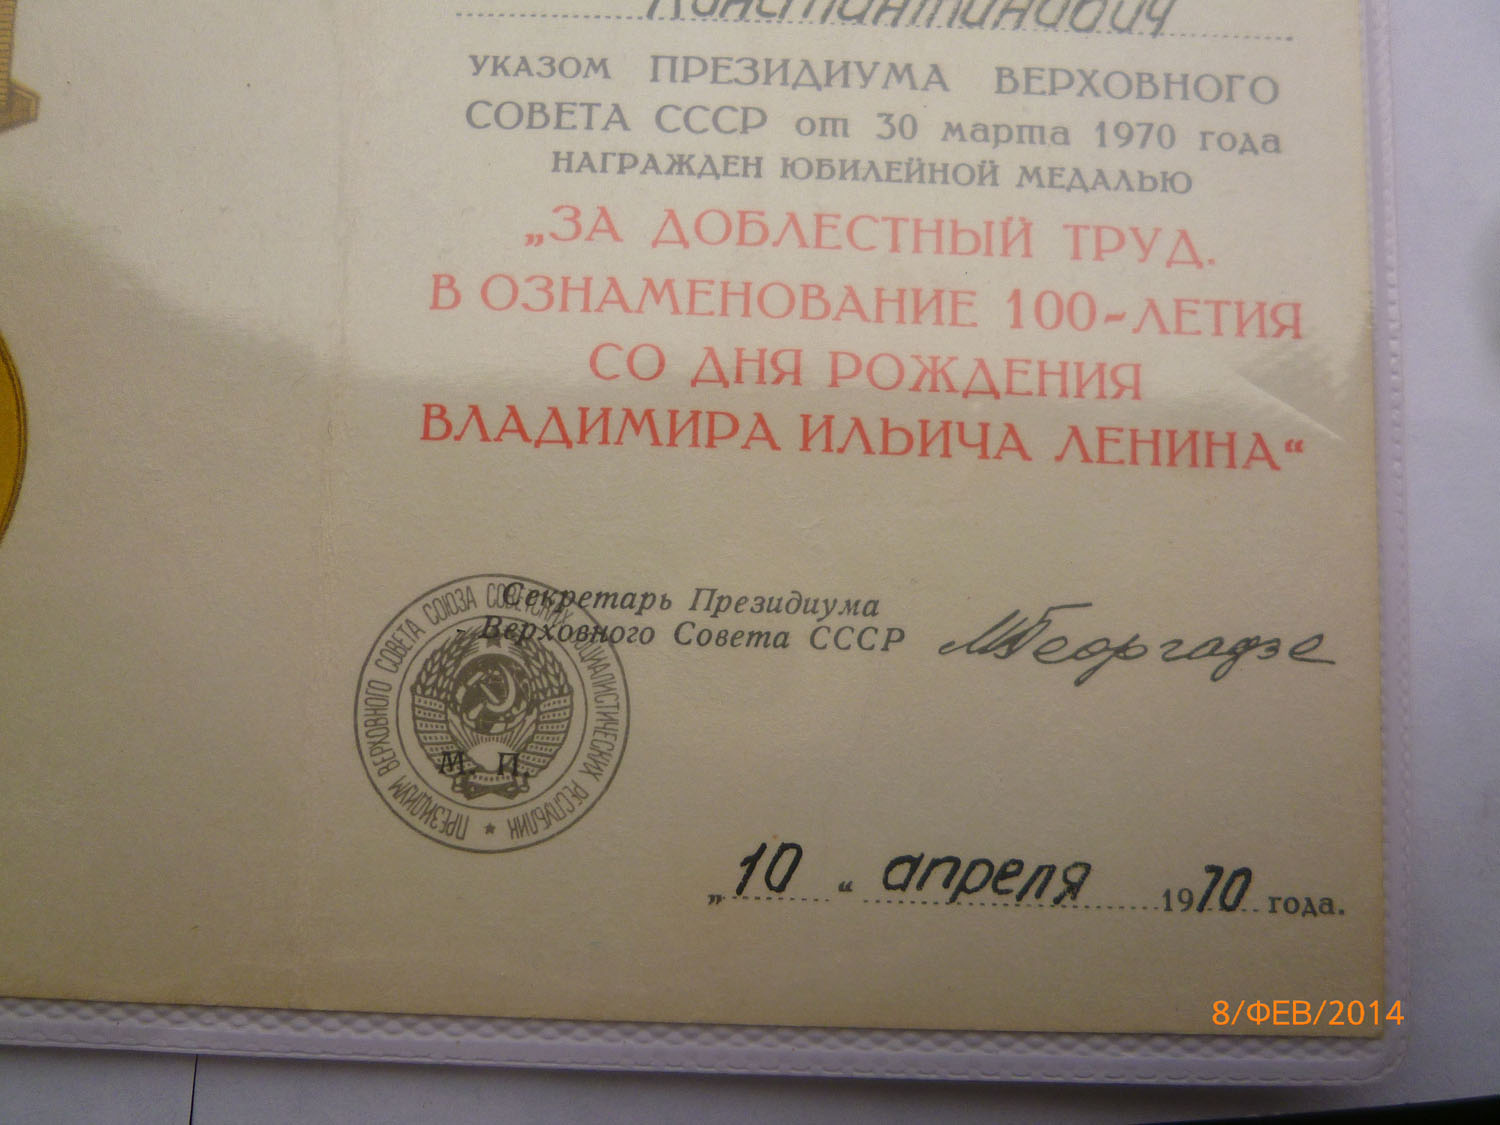 Константинович
УКАЗОМ ПРЕЗИДИУМА ВЕРХОВНОГО
СОВЕТА СССР от 30 марта 1970 года
НАГРАЖДЕН ЮБИЛЕЙНОЙ МЕДАЛЬЮ
„ЗА ДОБЛЕСТНЫЙ ТРУД.
В ОЗНАМЕНОВАНИЕ 100-ЛЕТИЯ
СО ДНЯ РОЖДЕНИЯ
ВЛАДИМИРА ИЛЬИЧА ЛЕНИНА“
Секретарь Президиума
Верховного Совета СССР МГеоргадзе
ПРЕЗИДИУМ ВЕРХОВНОГО СОВЕТА СОЮЗА СОВЕТСКИХ СОЦИАЛИСТИЧЕСКИХ РЕСПУБЛИК
М. П.
„10“ апреля 1970 года.
8/ФЕВ/2014